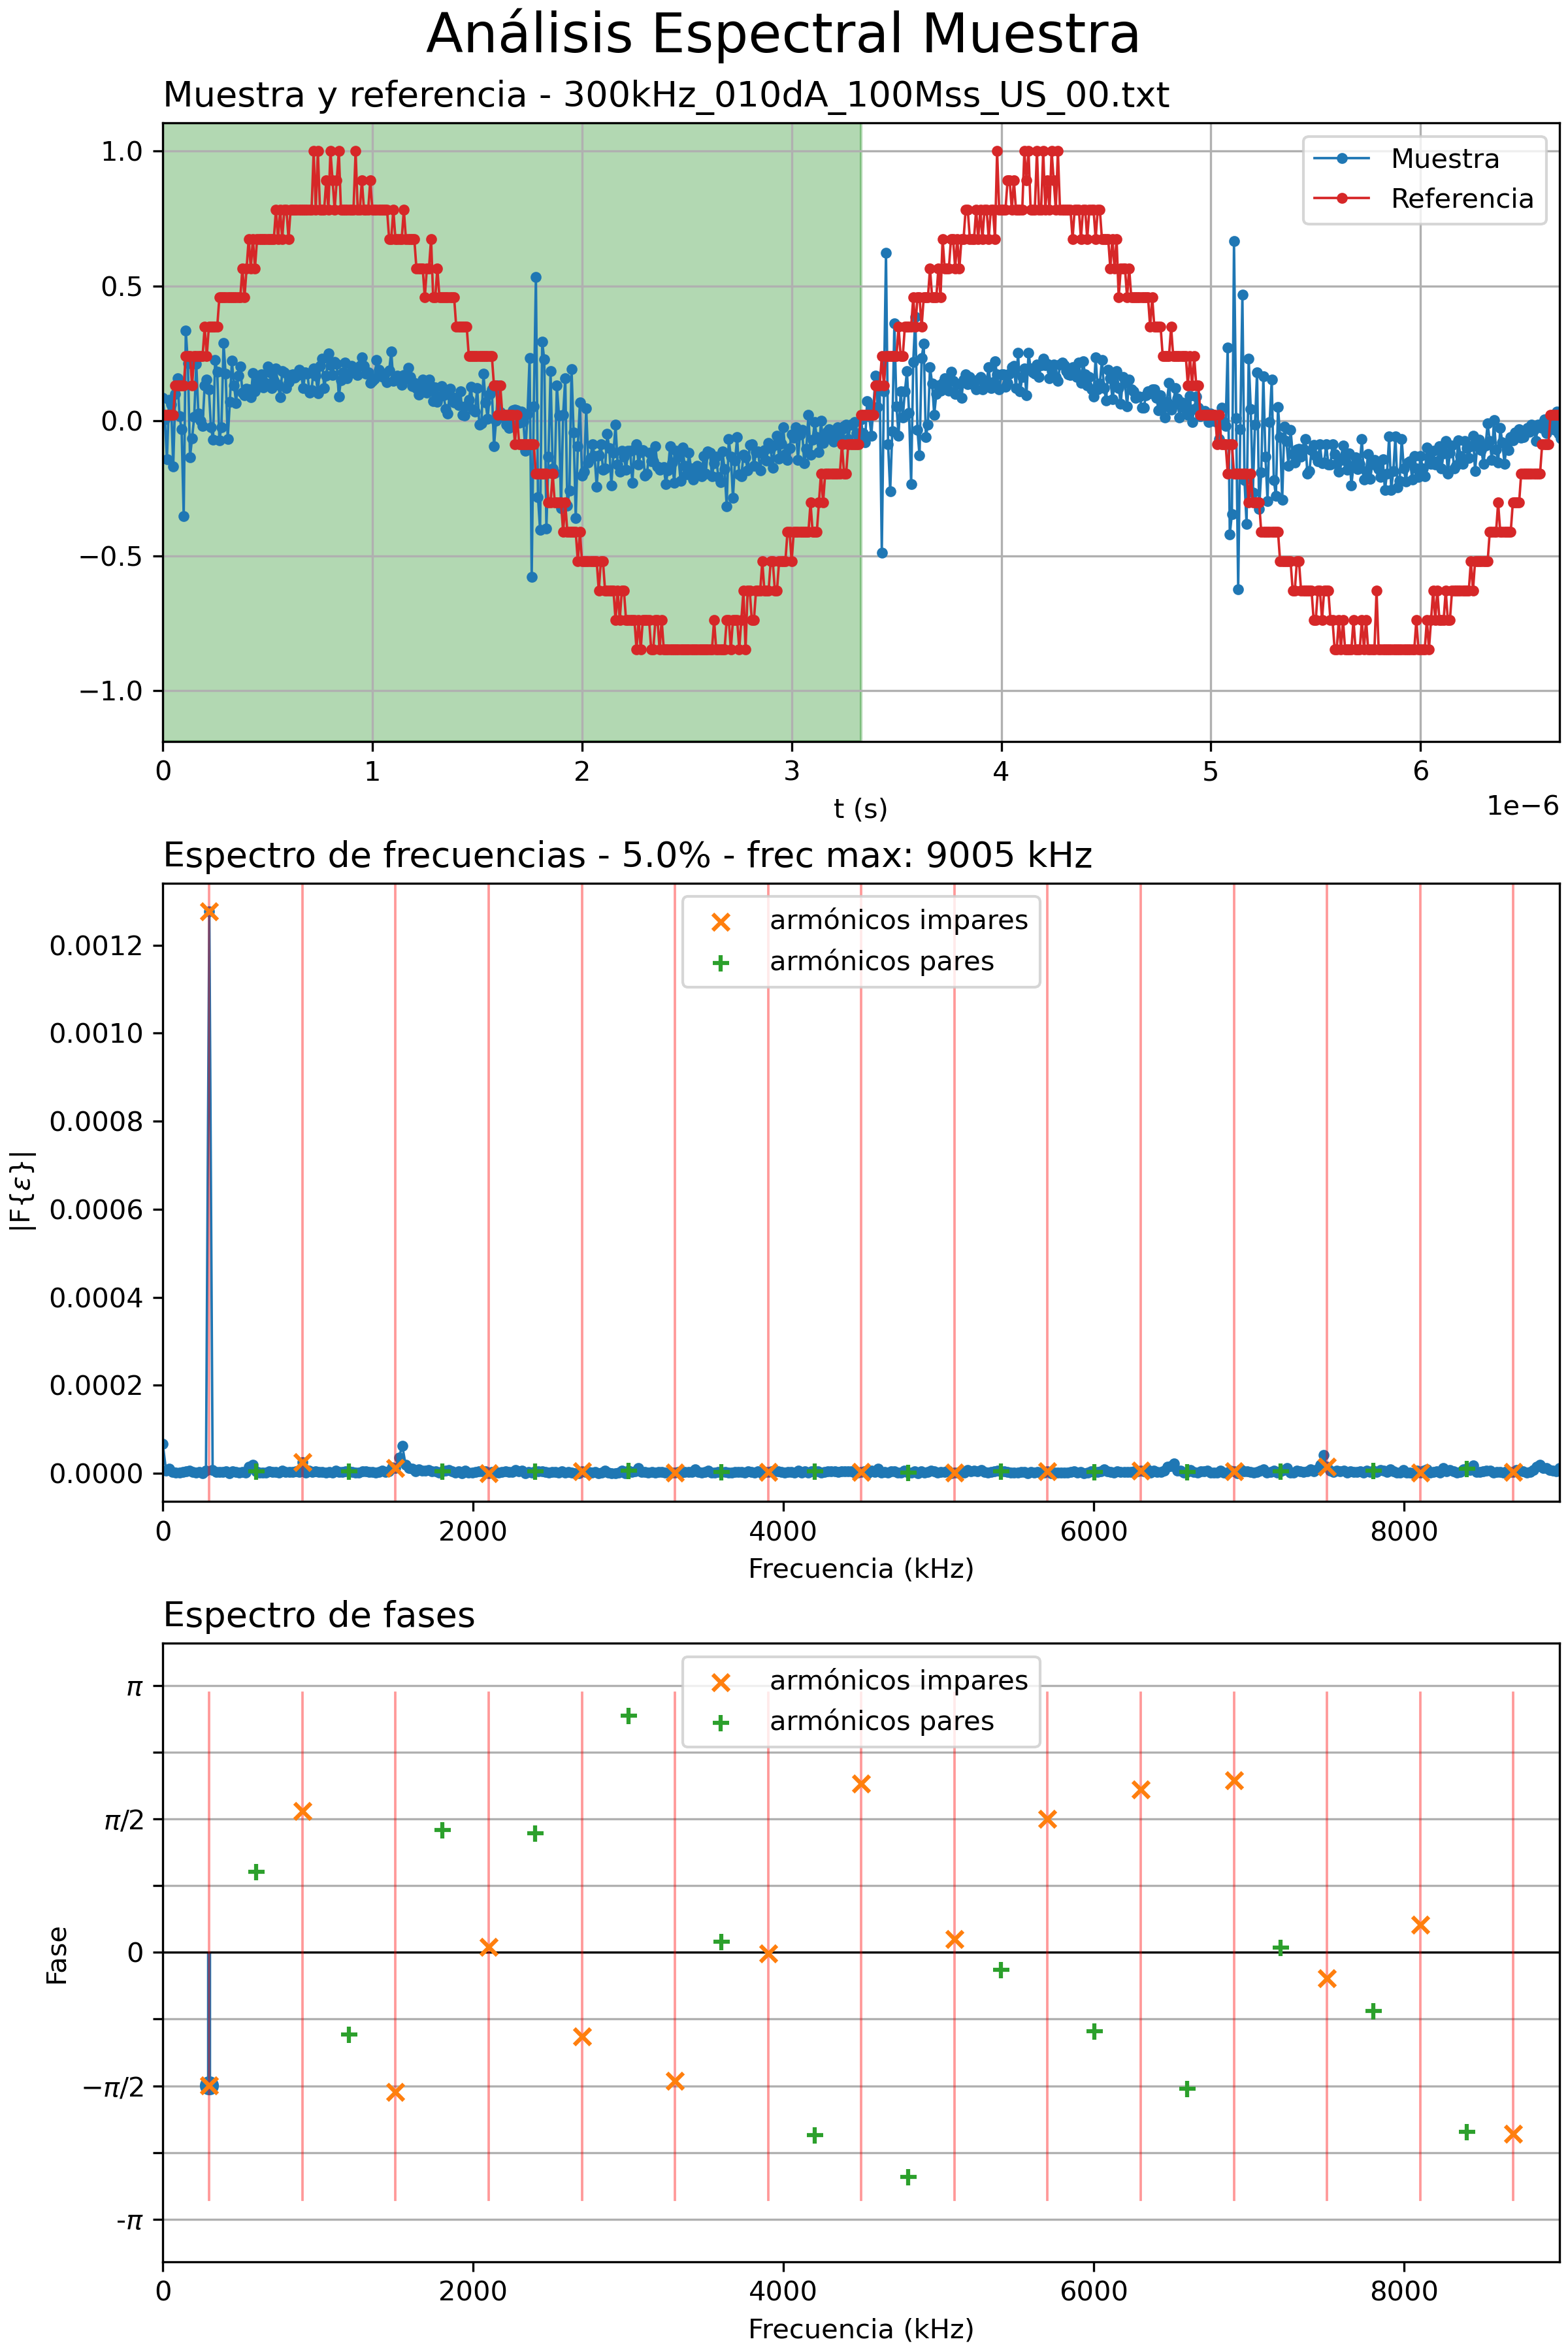 Análisis Espectral Muestra
Muestra y referencia - 300kHz_010dA_100Mss_US_00.txt
1.0
0.5
0.0
−0.5
−1.0
Muestra
Referencia
0 1 2 3 4 5 6
t (s)
1e−6
Espectro de frecuencias - 5.0% - frec max: 9005 kHz
armónicos impares
armónicos pares
0.0012
0.0010
0.0008
0.0006
0.0004
0.0002
0.0000
|F{ε}|
0 2000 4000 6000 8000
Frecuencia (kHz)
Espectro de fases
armónicos impares
armónicos pares
π
π/2
0
−π/2
-π
Fase
0 2000 4000 6000 8000
Frecuencia (kHz)